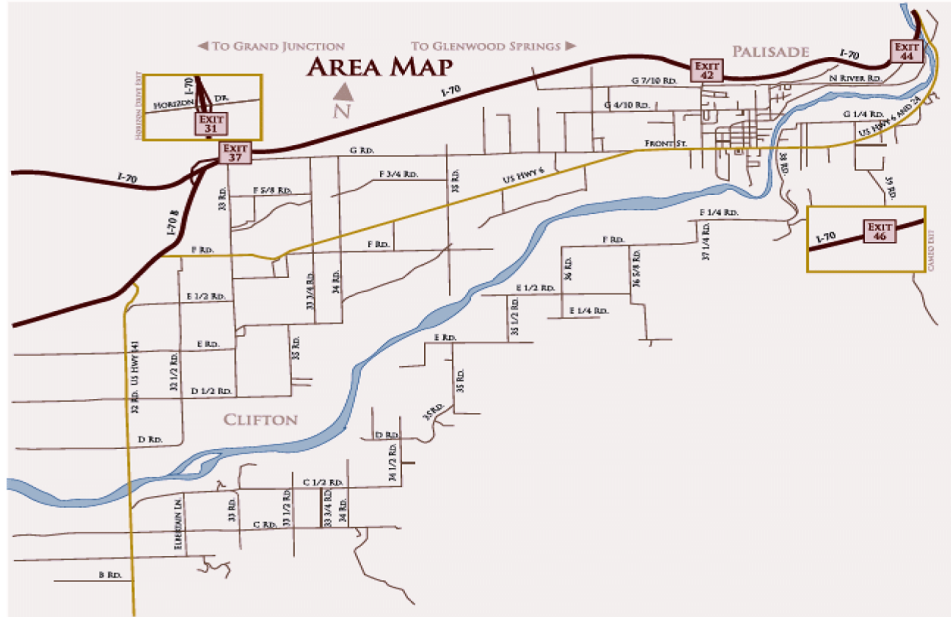 To Grand Junction
To Glenwood Springs
Palisade
I-70
Exit
44
Area Map
Exit
42
N
I-70
G 7/10 Rd.
N River Rd.
Horizon Drive Exit
I-70
Horizon Dr.
Exit
31
G 4/10 Rd.
US Hwy 6 and 24
G 1/4 Rd.
Exit
37
G Rd.
Front St.
I-70
F 3/4 Rd.
35 Rd.
US Hwy 6
38 Rd.
39 Rd.
33 Rd.
F 5/8 Rd.
I-70 B
F 1/4 Rd.
I-70
Exit
46
Cameo Exit
F Rd.
F Rd.
F Rd.
37 1/4 Rd.
33 3/4 Rd.
34 Rd.
36 Rd.
36 5/8 Rd.
E 1/2 Rd.
E 1/2 Rd.
E 1/4 Rd.
35 1/2 Rd.
E Rd.
E Rd.
35 Rd.
32 Rd. US Hwy 141
32 1/2 Rd.
D 1/2 Rd.
35 Rd.
35 Rd.
Clifton
D Rd.
D Rd.
34 1/2 Rd.
C 1/2 Rd.
Elbertain Ln.
33 Rd.
33 1/2 Rd.
33 3/4 Rd.
34 Rd.
C Rd.
B Rd.